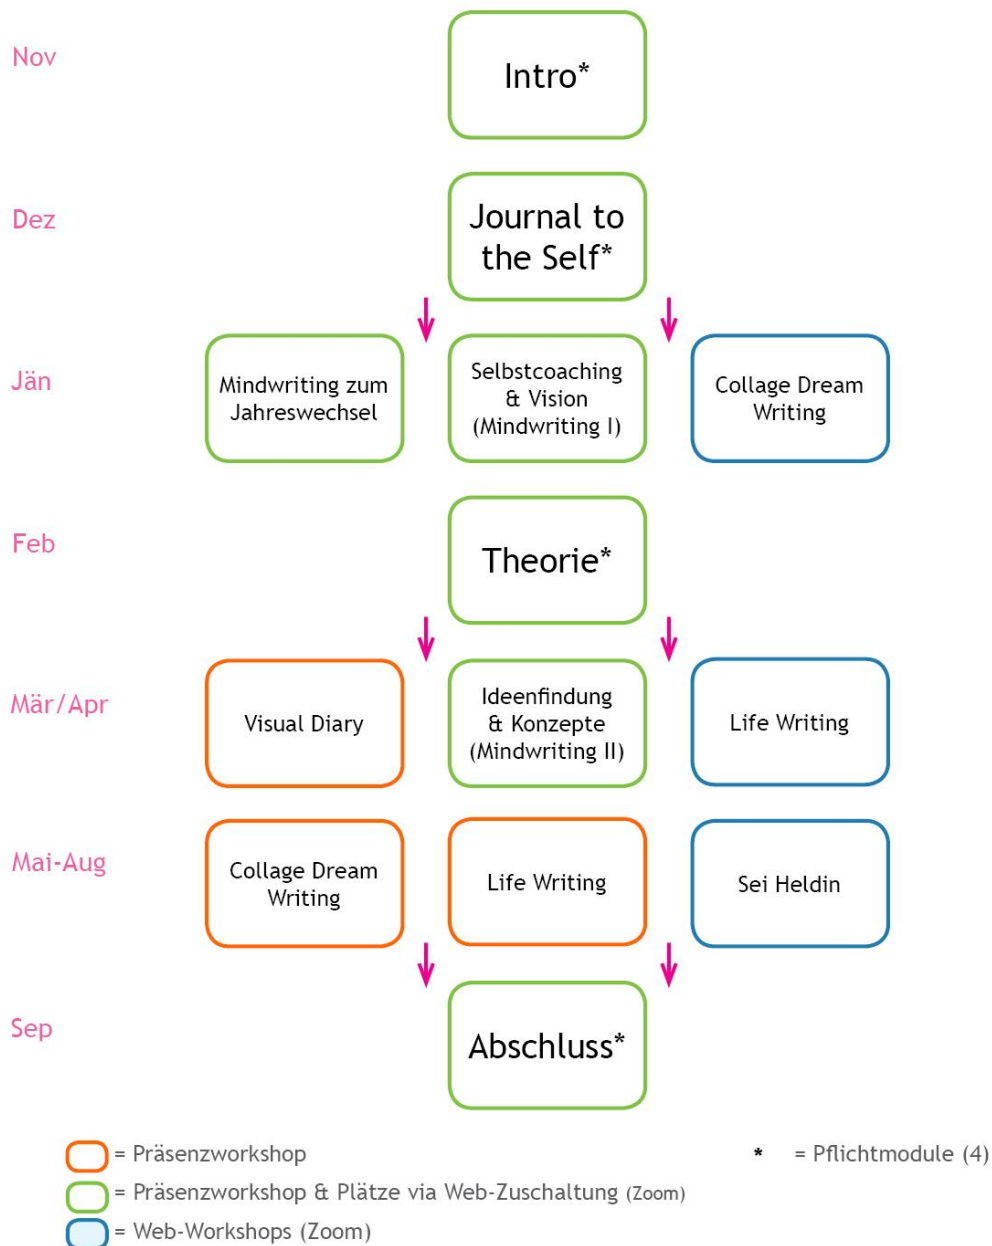 Nov
Intro*
Dez
Journal to
the Self*
Jän
Mindwriting zum
Jahreswechsel
Selbstcoaching
& Vision
(Mindwriting I)
Collage Dream
Writing
Feb
Theorie*
Mär/Apr
Visual Diary
Ideenfindung
& Konzepte
(Mindwriting II)
Life Writing
Mai-Aug
Collage Dream
Writing
Life Writing
Sei Heldin
Sep
Abschluss*
= Präsenzworkshop
* = Pflichtmodule (4)
= Präsenzworkshop & Plätze via Web-Zuschaltung (Zoom)
= Web-Workshops (Zoom)